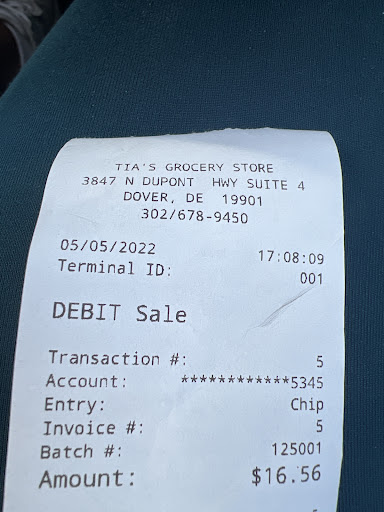 TIA'S GROCERY STORE
3847 N DUPONT HWY SUITE 4
DOVER, DE 19901
302/678-9450
05/05/2022 17:08:09
Terminal ID: 001
DEBIT Sale
Transaction #: 5
Account: ************5345
Entry: Chip
Invoice #: 5
Batch #: 125001
Amount: $16.56